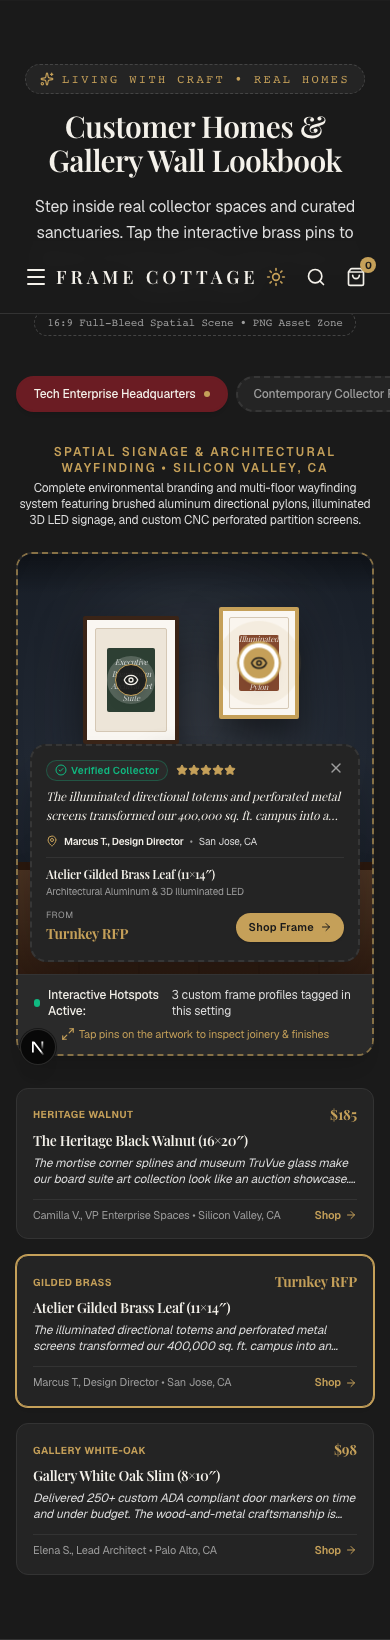 LIVING WITH CRAFT • REAL HOMES
Customer Homes &
Gallery Wall Lookbook
Step inside real collector spaces and curated
sanctuaries. Tap the interactive brass pins to
FRAME COTTAGE
0
16:9 Full-Bleed Spatial Scene • PNG Asset Zone
Tech Enterprise Headquarters
Contemporary Collector
SPATIAL SIGNAGE & ARCHITECTURAL
WAYFINDING • SILICON VALLEY, CA
Complete environmental branding and multi-floor wayfinding
system featuring brushed aluminum directional pylons, illuminated
3D LED signage, and custom CNC perforated partition screens.
Executive
Suite
Illuminated
Pylon
Verified Collector
The illuminated directional totems and perforated metal
screens transformed our 400,000 sq. ft. campus into a...
Marcus T., Design Director • San Jose, CA
Atelier Gilded Brass Leaf (11×14″)
Architectural Aluminum & 3D Illuminated LED
FROM
Turnkey RFP
Shop Frame →
Interactive Hotspots
Active:
3 custom frame profiles tagged in
this setting
N
Tap pins on the artwork to inspect joinery & finishes
HERITAGE WALNUT
$185
The Heritage Black Walnut (16×20″)
The mortise corner splines and museum TruVue glass make
our board suite art collection look like an auction showcase....
Camilla V., VP Enterprise Spaces • Silicon Valley, CA
Shop →
GILDED BRASS
Turnkey RFP
Atelier Gilded Brass Leaf (11×14″)
The illuminated directional totems and perforated metal
screens transformed our 400,000 sq. ft. campus into an...
Marcus T., Design Director • San Jose, CA
Shop →
GALLERY WHITE-OAK
$98
Gallery White Oak Slim (8×10″)
Delivered 250+ custom ADA compliant door markers on time
and under budget. The wood-and-metal craftsmanship is...
Elena S., Lead Architect • Palo Alto, CA
Shop →